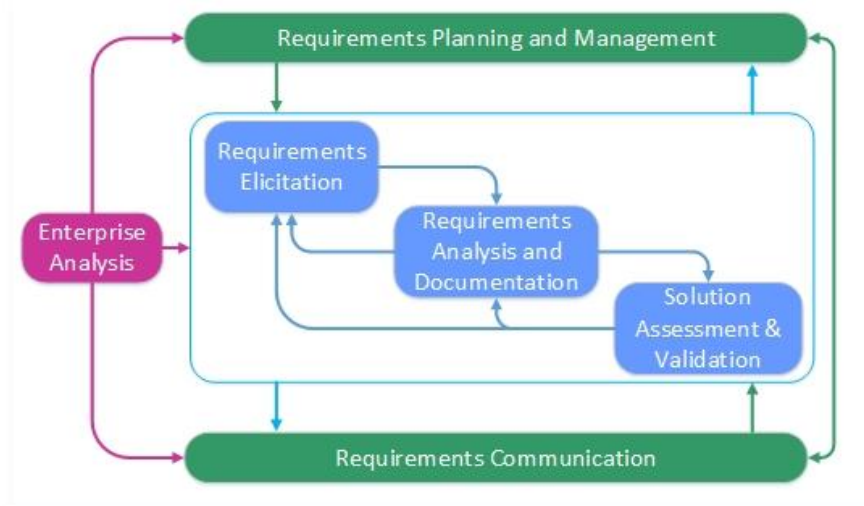 Requirements Planning and Management
Requirements
Elicitation
Requirements
Analysis and
Documentation
Enterprise
Analysis
Solution
Assessment &
Validation
Requirements Communication